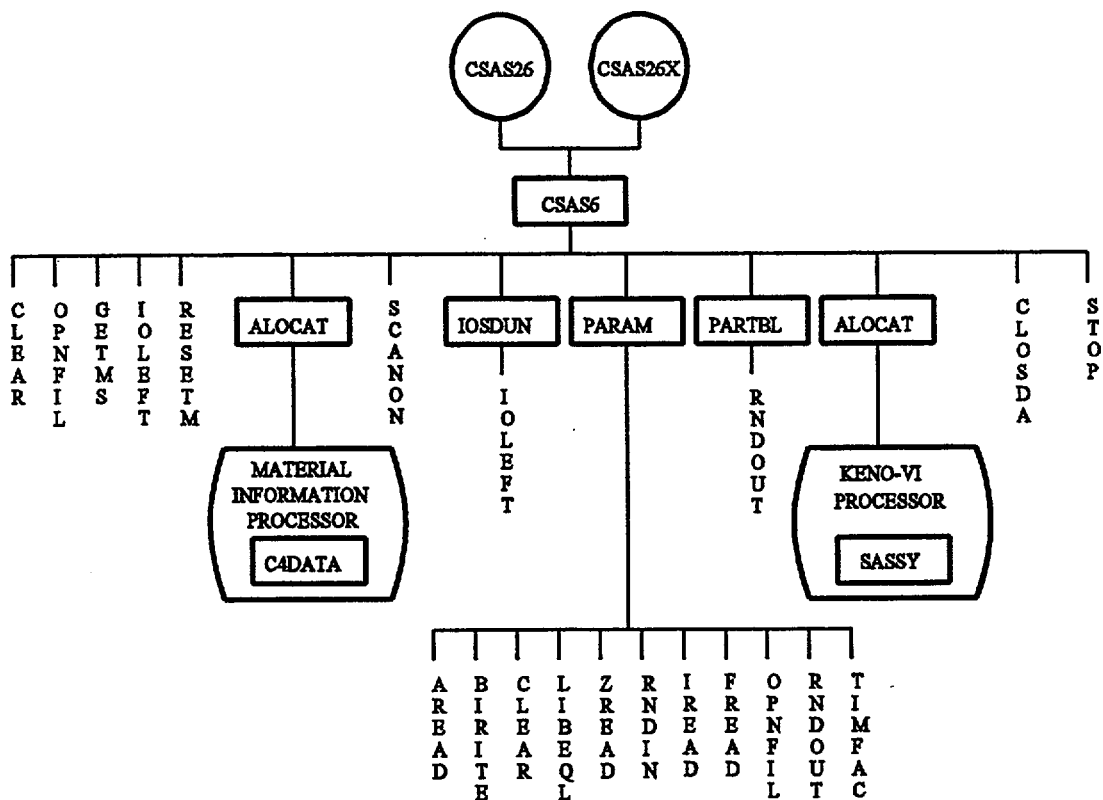 CSAS26
CSAS26X
CSAS6
CLEAR
OPNFIL
GETMS
IOLEFT
RESETM
ALOCAT
SCANON
IOSDUN
PARAM
PARTBL
ALOCAT
CLOSDA
STOP
IOLEFT
RNDOUT
MATERIAL
INFORMATION
PROCESSOR
C4DATA
KENO-VI
PROCESSOR
SASSY
AREAD
BIRITE
CLEAR
LIBEQL
ZREAD
RNDIN
IREAD
FREAD
OPNFIL
RNDOUT
TIMFAC